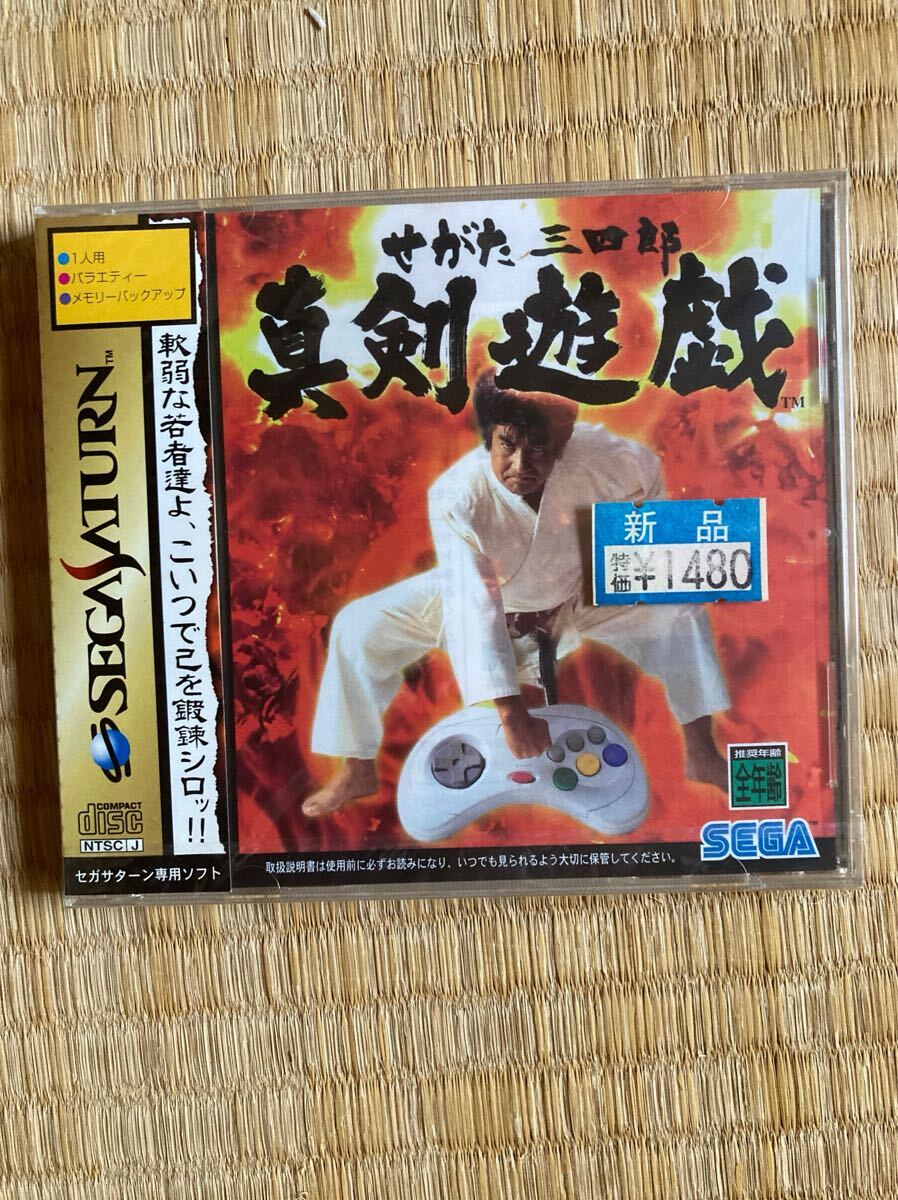 ●1人用
●バラエティー
●メモリーバックアップ
SEGA SATURN™
COMPACT
disc
NTSC J
セガサターン専用ソフト
軟弱な若者達よ、こいつで己を鍛錬シロッ!!
せがた三四郎
真剣遊戯
TM
新品
特価¥1480
推奨年齢
全年齢
SEGA™
取扱説明書は使用前に必ずお読みになり、いつでも見られるよう大切に保管してください。